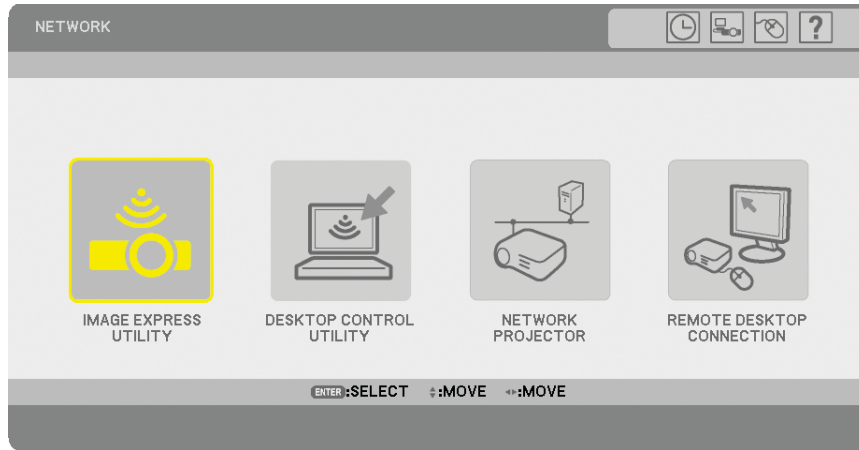 NETWORK
?
IMAGE EXPRESS
UTILITY
DESKTOP CONTROL
UTILITY
NETWORK
PROJECTOR
REMOTE DESKTOP
CONNECTION
ENTER:SELECT ♦:MOVE ◂▸:MOVE